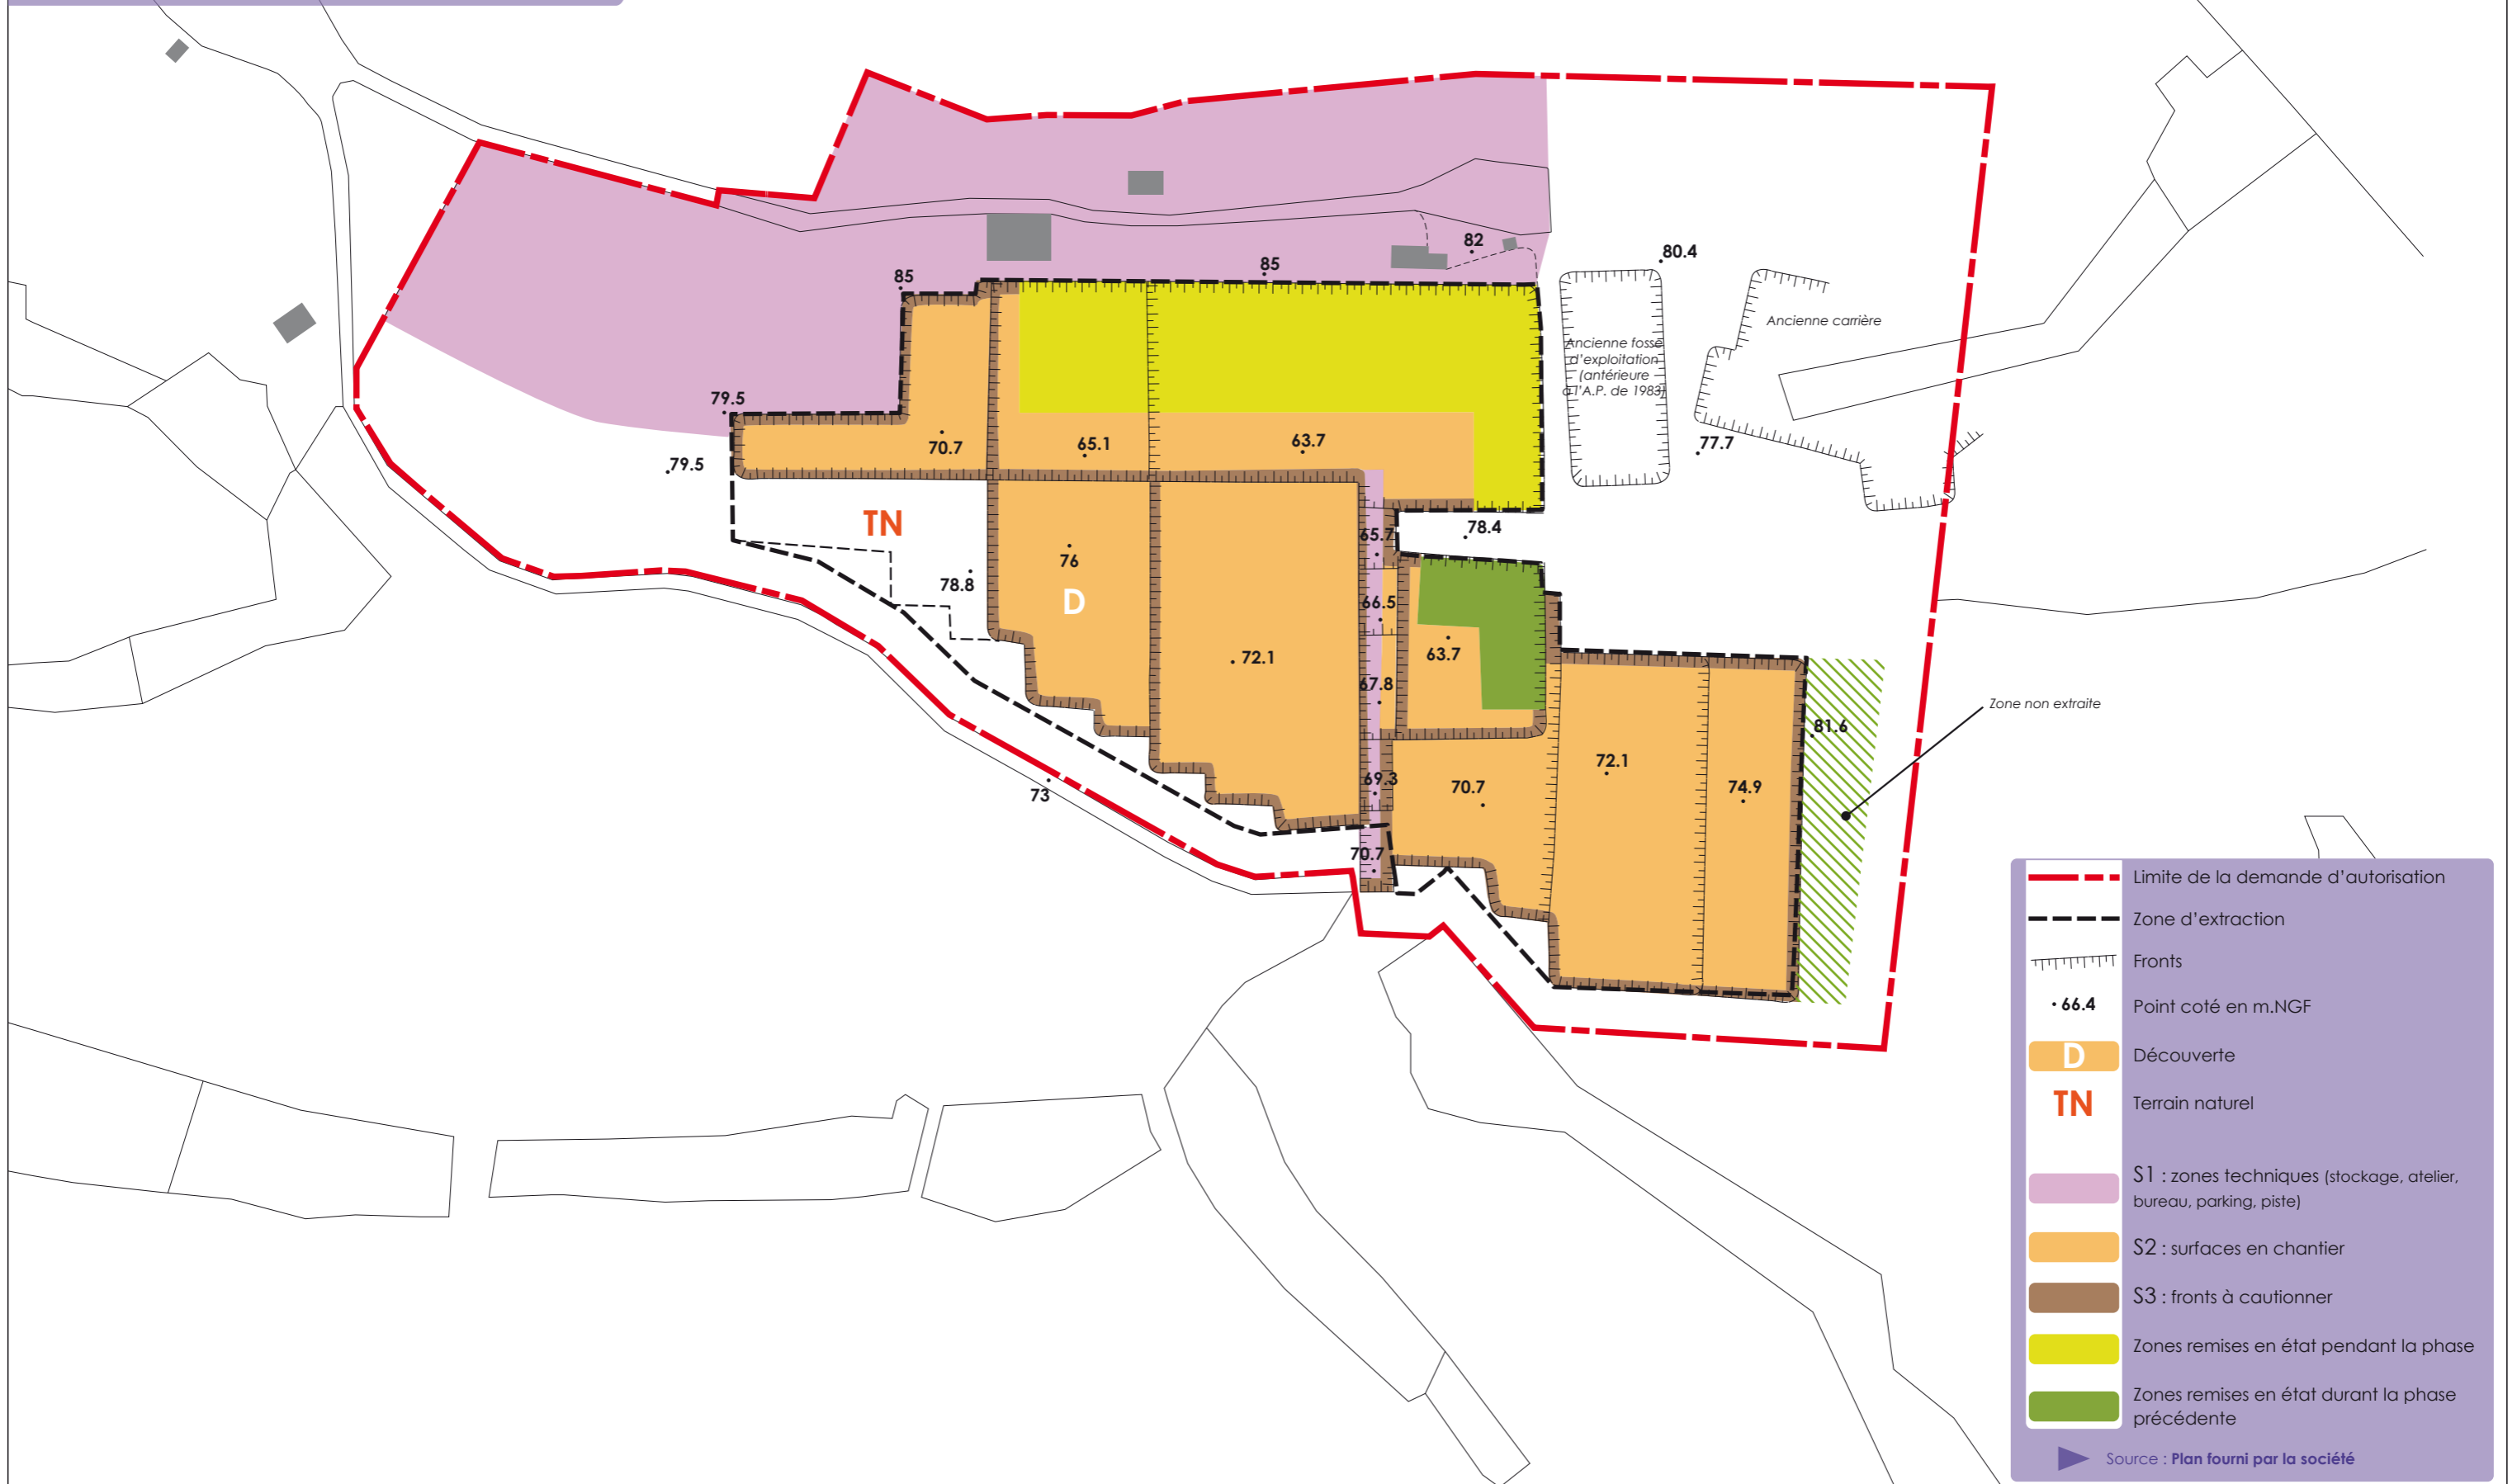 82
80.4
85
85
Ancienne carrière
Ancienne fosse
d'exploitation
(antérieure
à l'A.P. de 1983)
79.5
70.7
65.1
63.7
77.7
79.5
TN
78.4
65.7
76
78.8
D
66.5
72.1
63.7
67.8
Zone non extraite
81.6
72.1
69.3
70.7
74.9
73
70.7
Limite de la demande d'autorisation
Zone d'extraction
Fronts
66.4 Point coté en m.NGF
D Découverte
TN Terrain naturel
S1 : zones techniques (stockage, atelier,
bureau, parking, piste)
S2 : surfaces en chantier
S3 : fronts à cautionner
Zones remises en état pendant la phase
Zones remises en état durant la phase
précédente
Source : Plan fourni par la société